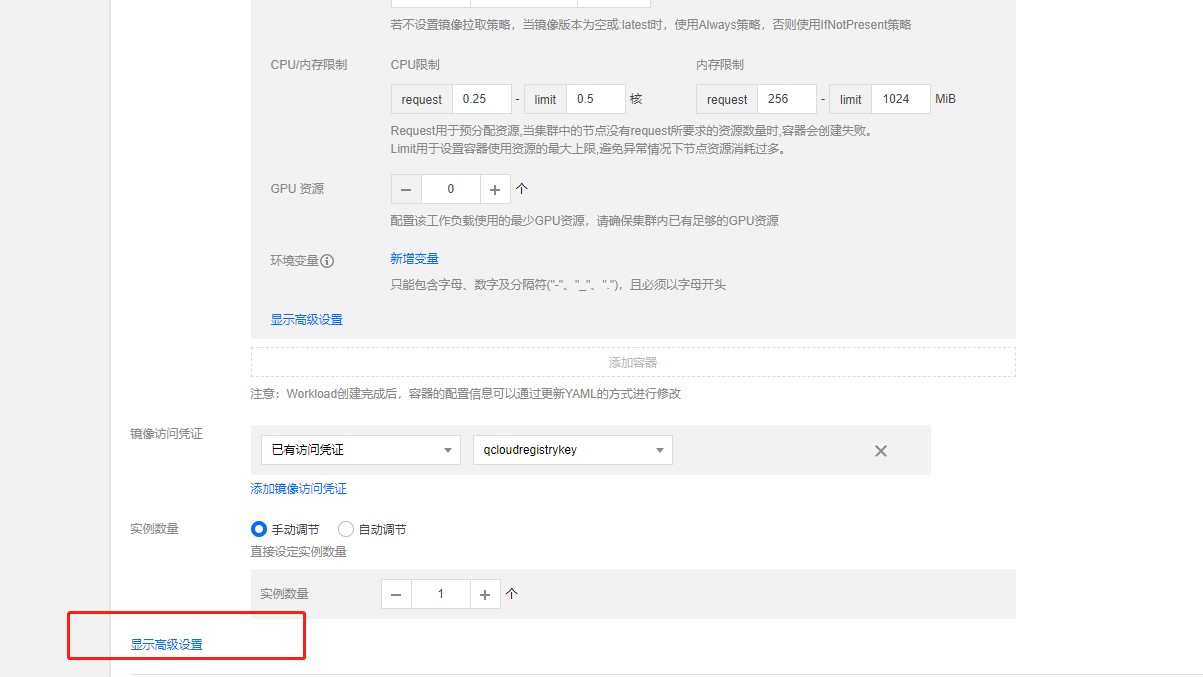 若不设置镜像拉取策略，当镜像版本为空或:latest时，使用Always策略，否则使用IfNotPresent策略
CPU/内存限制
CPU限制
内存限制
request 0.25 - limit 0.5 核
request 256 - limit 1024 MiB
Request用于预分配资源,当集群中的节点没有request所要求的资源数量时,容器会创建失败。
Limit用于设置容器使用资源的最大上限,避免异常情况下节点资源消耗过多。
GPU 资源
− 0 + 个
配置该工作负载使用的最少GPU资源，请确保集群内已有足够的GPU资源
环境变量
新增变量
只能包含字母、数字及分隔符("-"、"_"、".")，且必须以字母开头
显示高级设置
添加容器
注意：Workload创建完成后，容器的配置信息可以通过更新YAML的方式进行修改
镜像访问凭证
已有访问凭证
qcloudregistrykey
添加镜像访问凭证
实例数量
手动调节 自动调节
直接设定实例数量
实例数量
− 1 + 个
显示高级设置